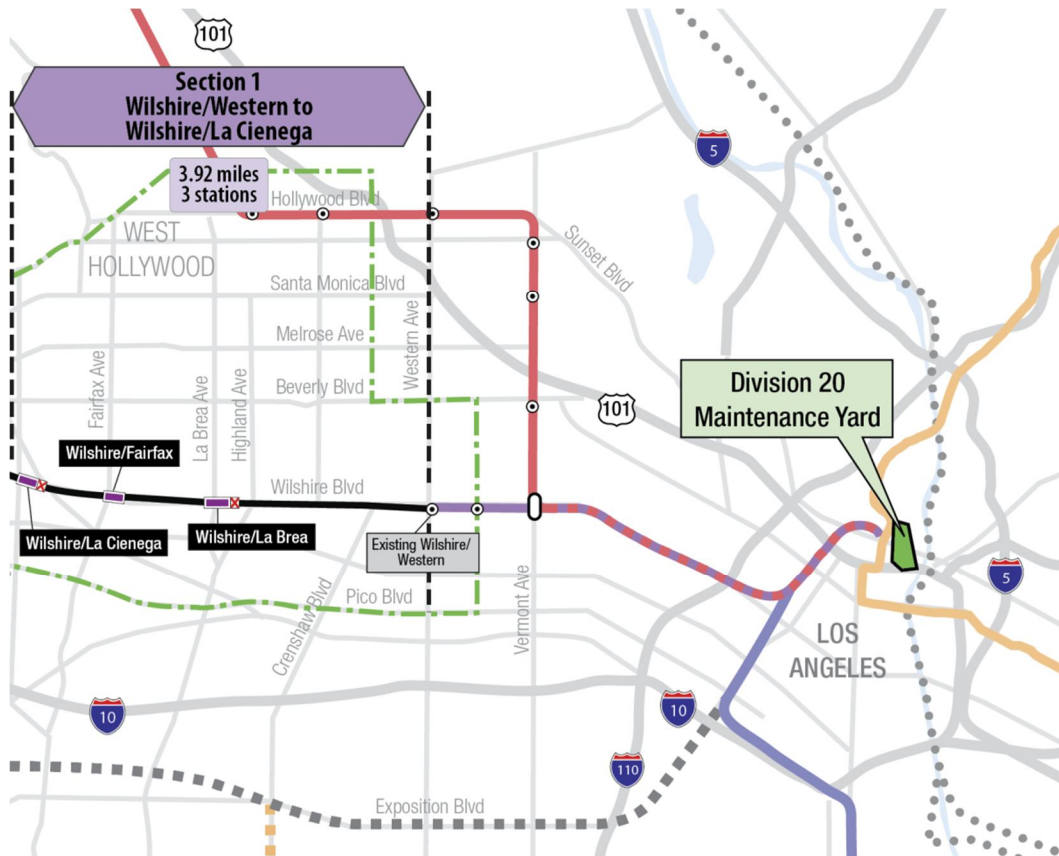 101
Section 1
Wilshire/Western to
Wilshire/La Cienega
5
3.92 miles
3 stations
Hollywood Blvd
WEST
HOLLYWOOD
Sunset Blvd
Santa Monica Blvd
Melrose Ave
Western Ave
Beverly Blvd
Fairfax Ave
La Brea Ave
Highland Ave
101
Division 20
Maintenance Yard
Wilshire/Fairfax
Wilshire Blvd
Wilshire/La Cienega
Wilshire/La Brea
Existing Wilshire/
Western
5
Pico Blvd
Crenshaw Blvd
Vermont Ave
LOS
ANGELES
10
10
110
Exposition Blvd